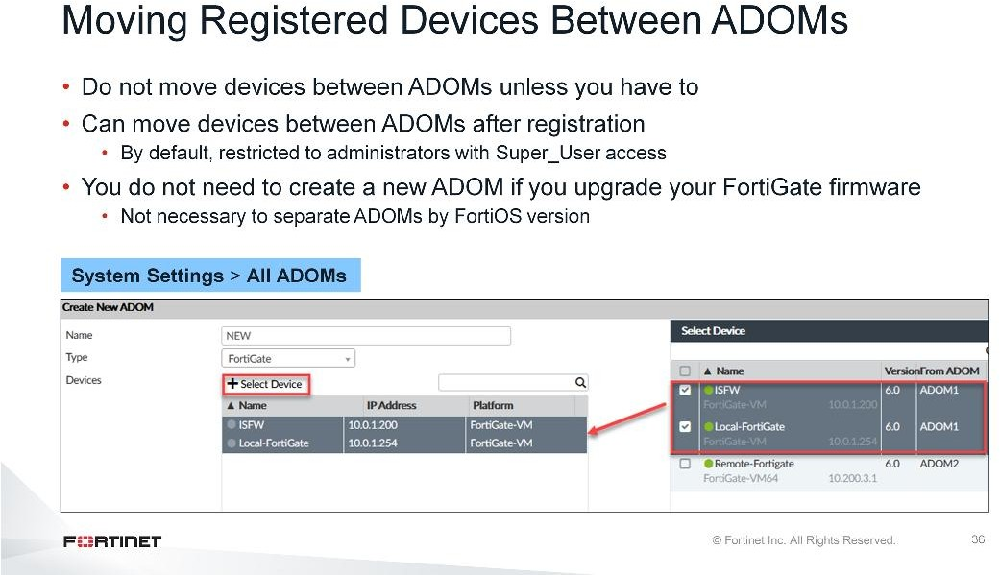 Moving Registered Devices Between ADOMs
• Do not move devices between ADOMs unless you have to
• Can move devices between ADOMs after registration
• By default, restricted to administrators with Super_User access
• You do not need to create a new ADOM if you upgrade your FortiGate firmware
• Not necessary to separate ADOMs by FortiOS version
System Settings > All ADOMs
Create New ADOM
Name NEW
Type FortiGate
Devices + Select Device
▲ Name IP Address Platform
ISFW 10.0.1.200 FortiGate-VM
Local-FortiGate 10.0.1.254 FortiGate-VM
Select Device
▲ Name Version From ADOM
ISFW 6.0 ADOM1
FortiGate-VM 10.0.1.200
Local-FortiGate 6.0 ADOM1
FortiGate-VM 10.0.1.254
Remote-Fortigate 6.0 ADOM2
FortiGate-VM64 10.200.3.1
FORTINET
© Fortinet Inc. All Rights Reserved. 36